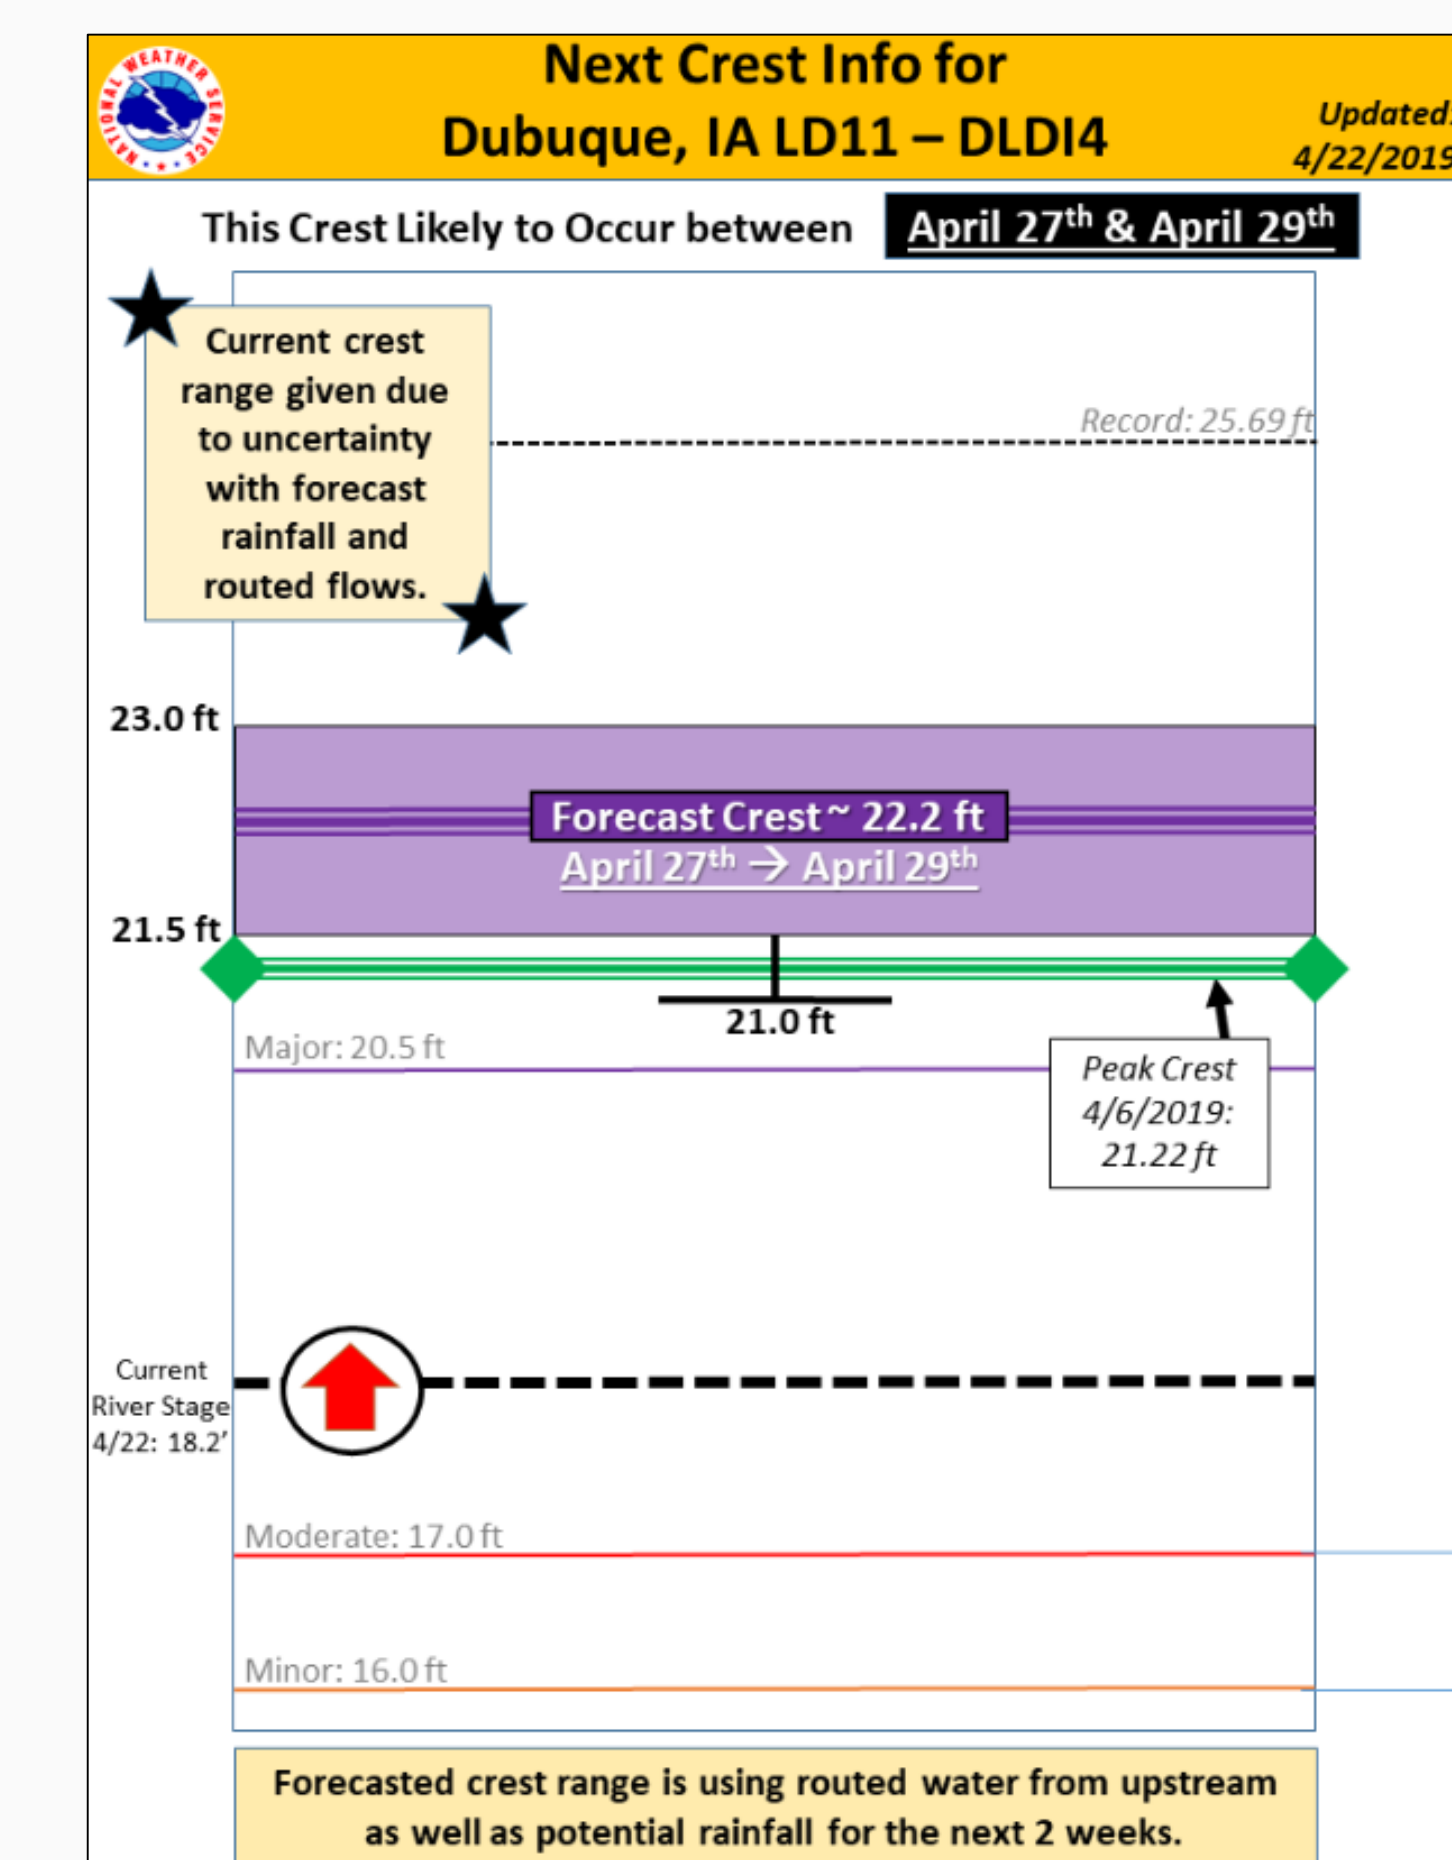 NATIONAL WEATHER SERVICE
Next Crest Info for
Dubuque, IA LD11 – DLDI4
Updated:
4/22/2019
This Crest Likely to Occur between April 27th & April 29th
Current crest
range given due
to uncertainty
with forecast
rainfall and
routed flows.
Record: 25.69 ft
23.0 ft
Forecast Crest ~ 22.2 ft
April 27th → April 29th
21.5 ft
21.0 ft
Major: 20.5 ft
Peak Crest
4/6/2019:
21.22 ft
Current
River Stage
4/22: 18.2’
Moderate: 17.0 ft
Minor: 16.0 ft
Forecasted crest range is using routed water from upstream
as well as potential rainfall for the next 2 weeks.